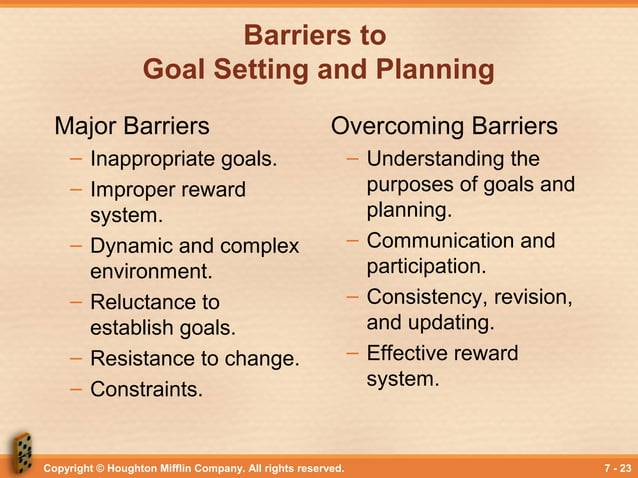 Barriers to
Goal Setting and Planning
Major Barriers
– Inappropriate goals.
– Improper reward
system.
– Dynamic and complex
environment.
– Reluctance to
establish goals.
– Resistance to change.
– Constraints.
Overcoming Barriers
– Understanding the
purposes of goals and
planning.
– Communication and
participation.
– Consistency, revision,
and updating.
– Effective reward
system.
Copyright © Houghton Mifflin Company. All rights reserved.
7 - 23